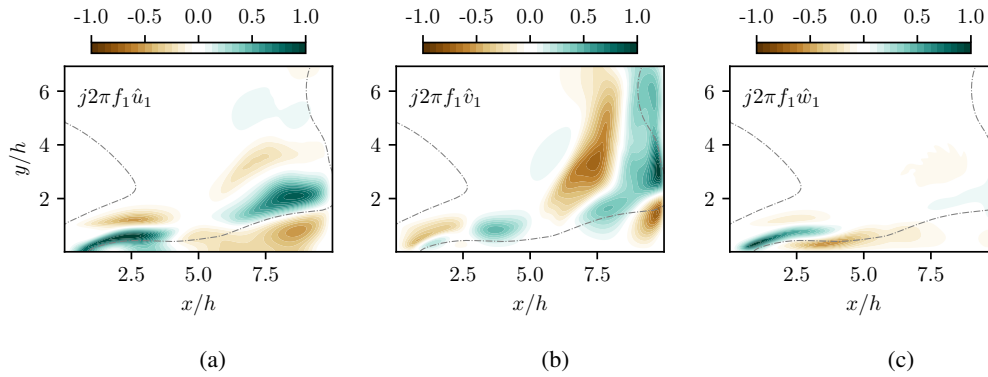 -1.0 -0.5 0.0 0.5 1.0 -1.0 -0.5 0.0 0.5 1.0 -1.0 -0.5 0.0 0.5 1.0
6 j2πf₁û₁ 6 j2πf₁v̂₁ 6 j2πf₁ŵ₁
y/h
4 4 4
2 2 2
2.5 5.0 7.5 2.5 5.0 7.5 2.5 5.0 7.5
x/h x/h x/h
(a) (b) (c)